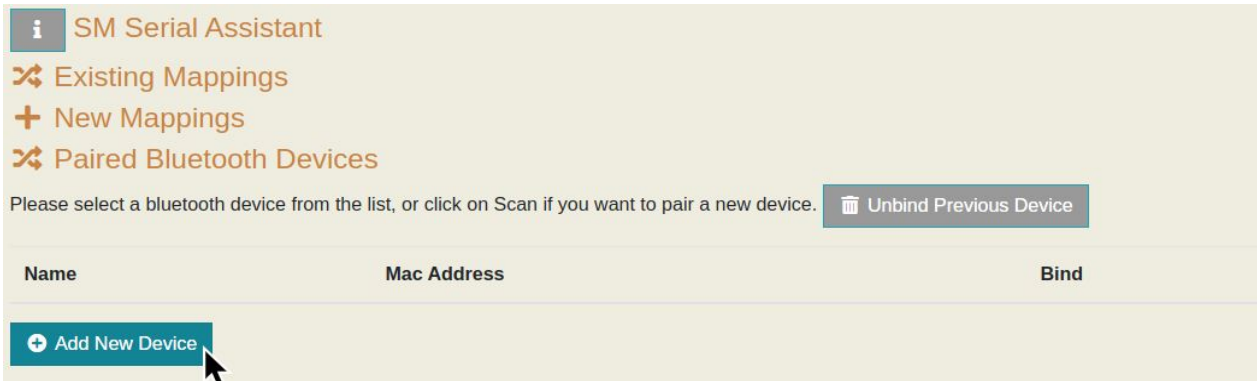 SM Serial Assistant
Existing Mappings
New Mappings
Paired Bluetooth Devices
Please select a bluetooth device from the list, or click on Scan if you want to pair a new device. Unbind Previous Device
Name Mac Address Bind
Add New Device